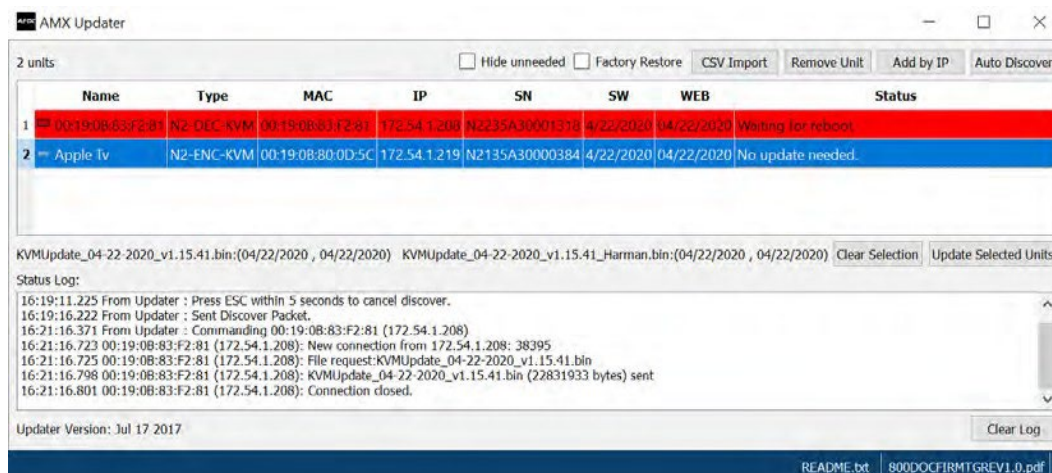 AMX AMX Updater
2 units Hide unneeded Factory Restore CSV Import Remove Unit Add by IP Auto Discover
Name Type MAC IP SN SW WEB Status
1 00:19:0B:83:F2:81 N2-DEC-KVM 00:19:0B:83:F2:81 172.54.1.208 N2235A30001318 4/22/2020 04/22/2020 Waiting for reboot
2 Apple Tv N2-ENC-KVM 00:19:0B:80:0D:5C 172.54.1.219 N2135A30000384 4/22/2020 04/22/2020 No update needed.
KVMUpdate_04-22-2020_v1.15.41.bin:(04/22/2020 , 04/22/2020) KVMUpdate_04-22-2020_v1.15.41_Harman.bin:(04/22/2020 , 04/22/2020) Clear Selection Update Selected Units
Status Log:
16:19:11.225 From Updater : Press ESC within 5 seconds to cancel discover.
16:19:16.222 From Updater : Sent Discover Packet.
16:21:16.371 From Updater : Commanding 00:19:0B:83:F2:81 (172.54.1.208)
16:21:16.723 00:19:0B:83:F2:81 (172.54.1.208): New connection from 172.54.1.208: 38395
16:21:16.725 00:19:0B:83:F2:81 (172.54.1.208): File request:KVMUpdate_04-22-2020_v1.15.41.bin
16:21:16.798 00:19:0B:83:F2:81 (172.54.1.208): KVMUpdate_04-22-2020_v1.15.41.bin (22831933 bytes) sent
16:21:16.801 00:19:0B:83:F2:81 (172.54.1.208): Connection closed.
Updater Version: Jul 17 2017 Clear Log
README.txt 800DOCFIRMTGREV1.0.pdf